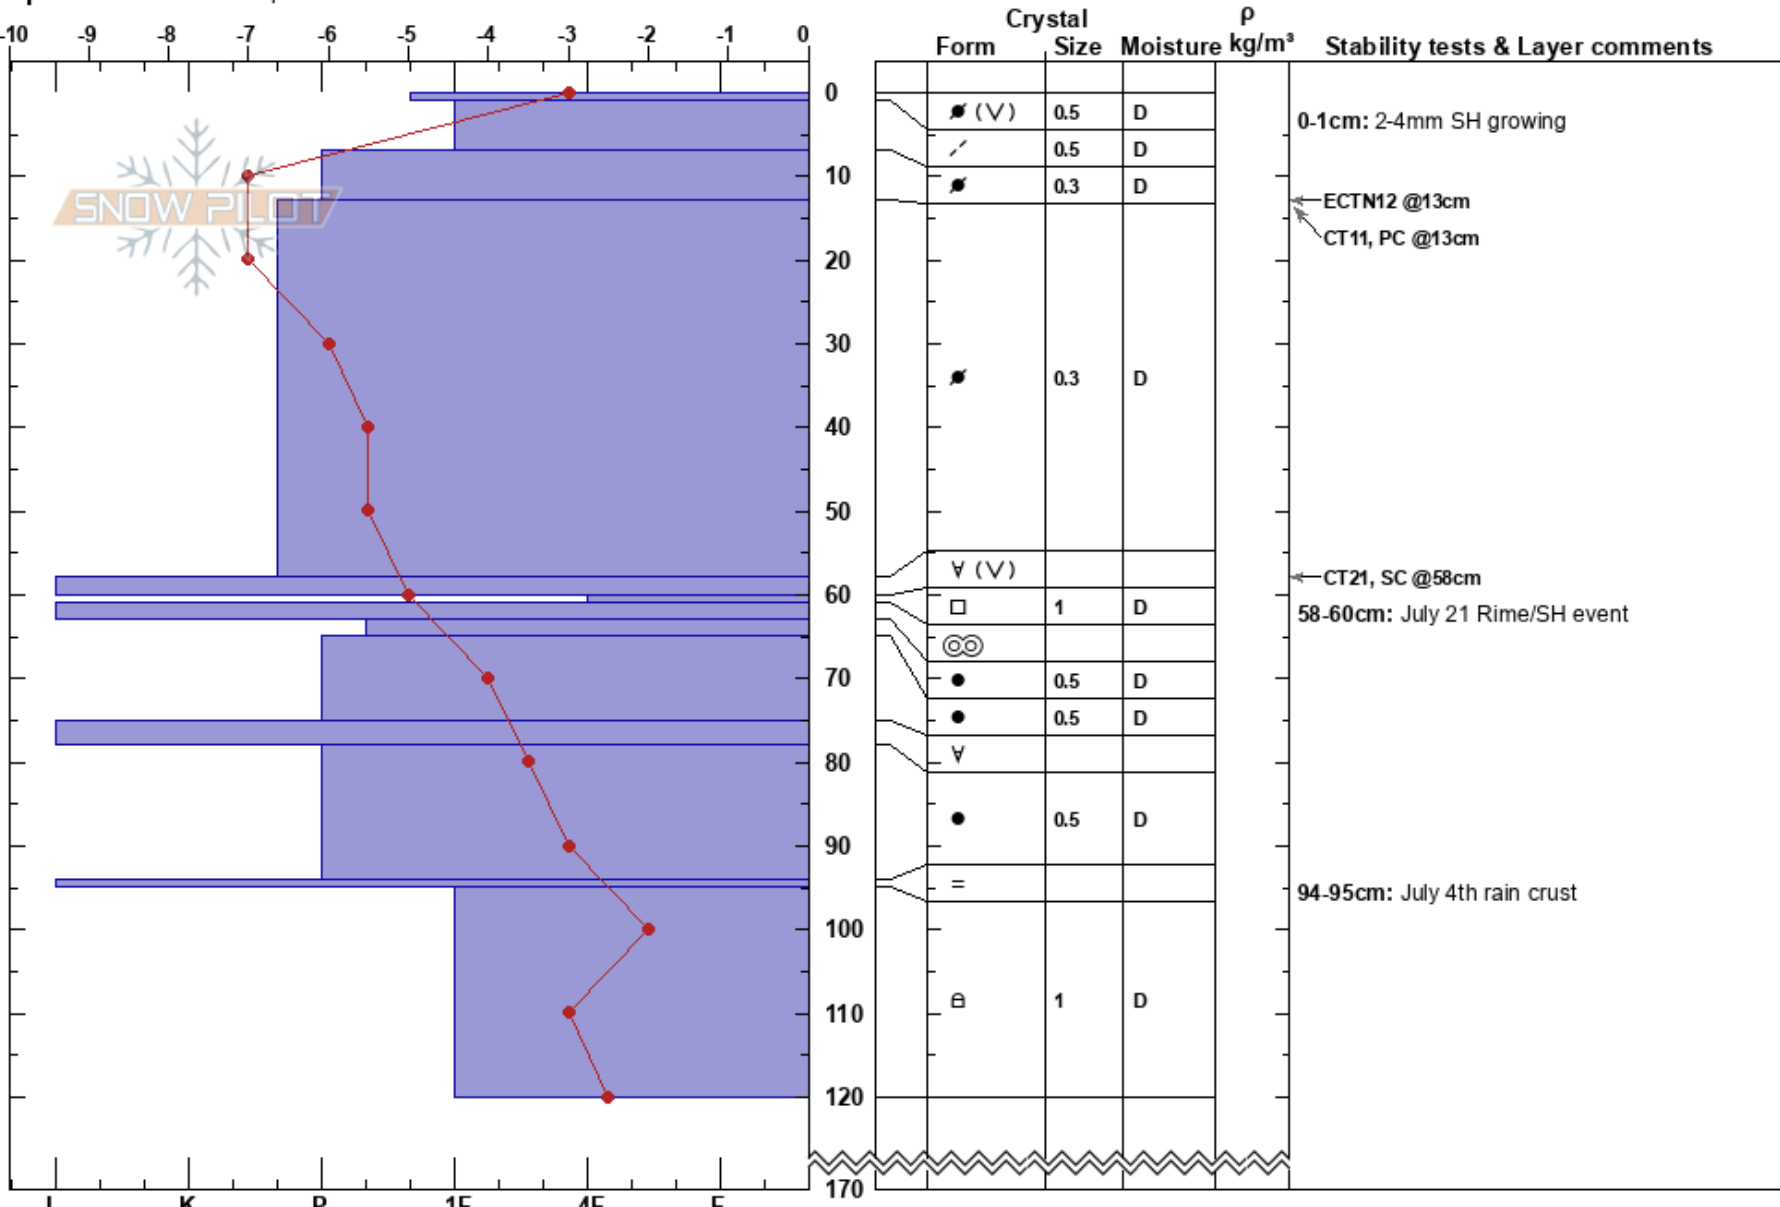 Crystal ρ
-10 -9 -8 -7 -6 -5 -4 -3 -2 -1 0 Form Size Moisture kg/m³ Stability tests & Layer comments
0
(V) 0.5 D 0-1cm: 2-4mm SH growing
0.5 D
10 0.3 D
SNOW PILOT ECTN12 @13cm
CT11, PC @13cm
20
30
0.3 D
40
50
(V) CT21, SC @58cm
60 1 D 58-60cm: July 21 Rime/SH event
70 0.5 D
0.5 D
80
0.5 D
90
= 94-95cm: July 4th rain crust
100
1 D
110
120
170
I K P 1F 4F F